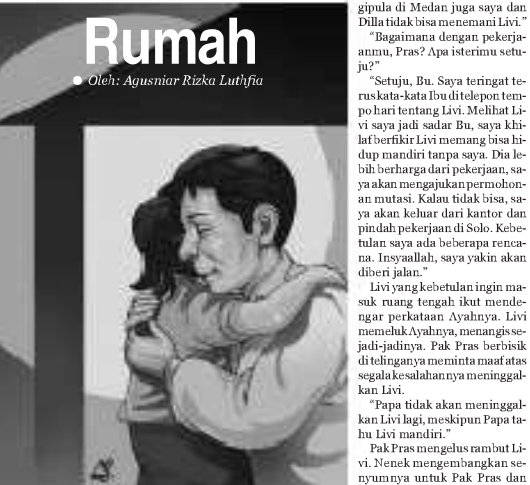 Rumah
Oleh: Agusniar Rizka Luthfia
gipula di Medan juga saya dan
Dilla tidak bisa menemani Livi."
"Bagaimana dengan pekerja-
anmu, Pras? Apa isterimu setu-
ju?"
"Setuju, Bu. Saya teringat te-
rus kata-kata Ibu di telepon tem-
po hari tentang Livi. Melihat Li-
vi saya jadi sadar Bu, saya khi-
laf berfikir Livi memang bisa hi-
dup mandiri tanpa saya. Dia le-
bih berharga dari pekerjaan, sa-
ya akan mengajukan permohon-
an mutasi. Kalau tidak bisa, sa-
ya akan keluar dari kantor dan
pindah pekerjaan di Solo. Kebe-
tulan saya ada beberapa renca-
na. Insyaallah, saya yakin akan
diberi jalan."
Livi yang kebetulan ingin ma-
suk ruang tengah ikut mende-
ngar perkataan Ayahnya. Livi
memeluk Ayahnya, menangis se-
jadi-jadinya. Pak Pras berbisik
di telinganya meminta maaf atas
segala kesalahannya meninggal-
kan Livi.
"Papa tidak akan meninggal-
kan Livi lagi, meskipun Papa ta-
hu Livi mandiri."
Pak Pras mengelus rambut Li-
vi. Nenek mengembangkan se-
nyumnya untuk Pak Pras dan